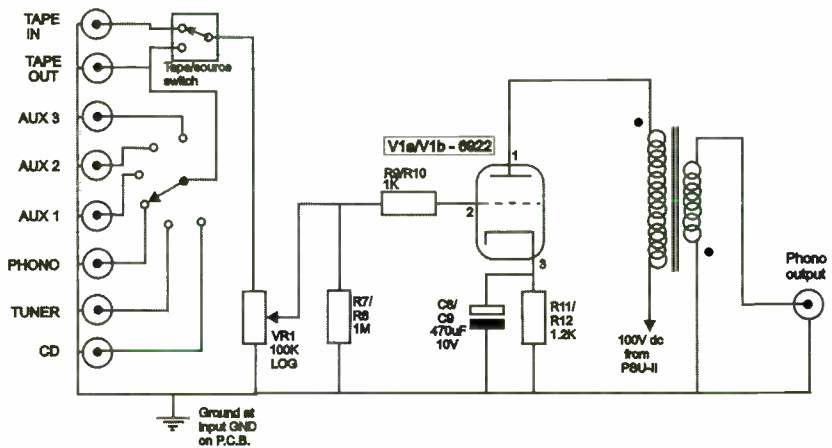 TAPE
IN
TAPE
OUT
Tape/source
switch
AUX 3
AUX 2
AUX 1
PHONO
TUNER
CD
VR1
100K
LOG
Ground at
input GND
on P.C.B.
R7/
R8
1M
R9/R10
1K
V1a/V1b - 6922
1
2
3
C8/
C9
470uF
10V
R11/
R12
1.2K
100V dc
from
PSU-II
Phono
output